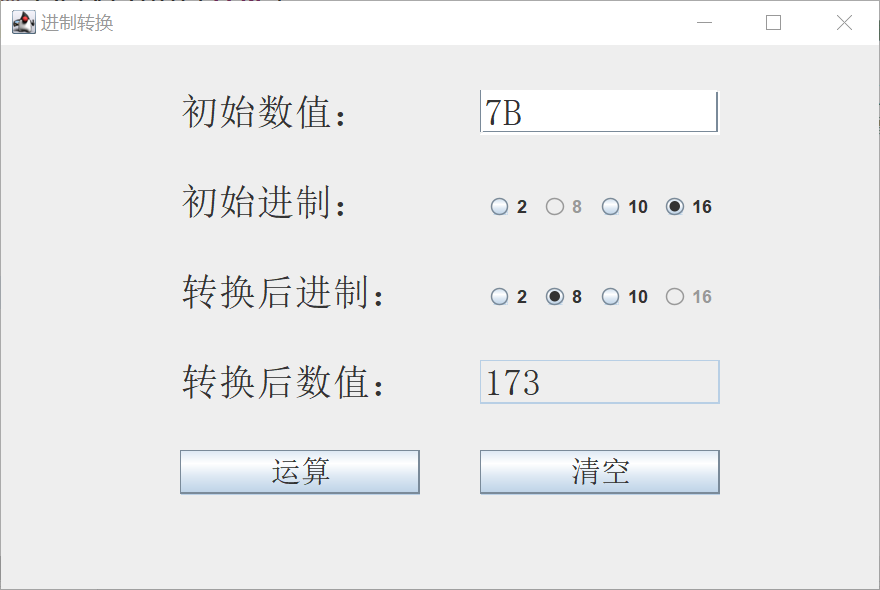 进制转换
初始数值： 7B
初始进制： 2 8 10 16
转换后进制： 2 8 10 16
转换后数值： 173
运算 清空